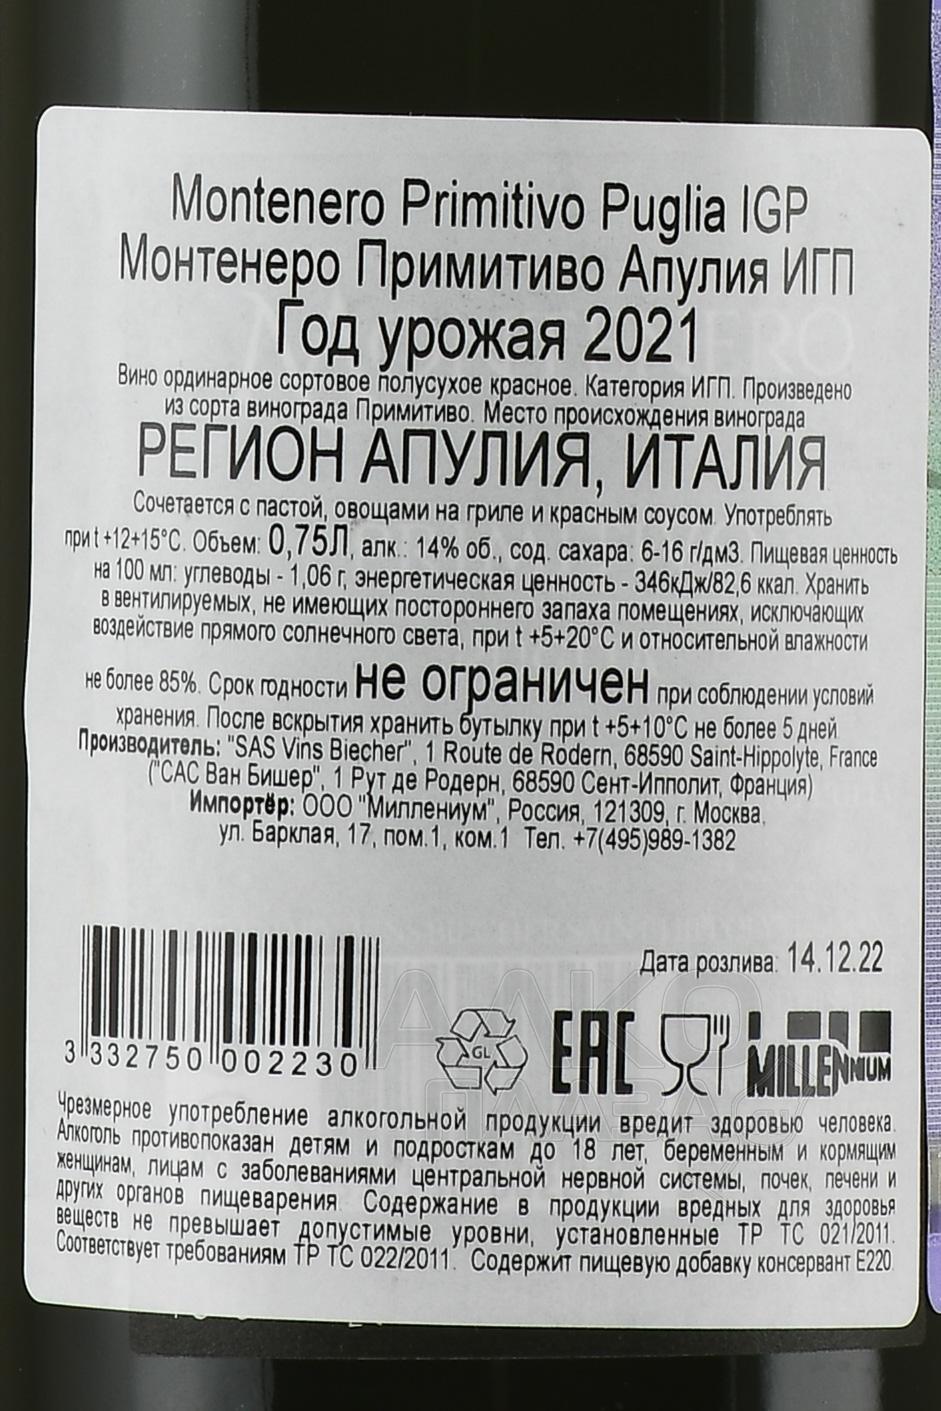 Montenero Primitivo Puglia IGP
Монтенеро Примитиво Апулия ИГП
Год урожая 2021
Вино ординарное сортовое полусухое красное. Категория ИГП. Произведено
из сорта винограда Примитиво. Место происхождения винограда
РЕГИОН АПУЛИЯ, ИТАЛИЯ
Сочетается с пастой, овощами на гриле и красным соусом. Употреблять
при t +12+15°С. Объем: 0,75Л, алк.: 14% об., сод. сахара: 6-16 г/дм3. Пищевая ценность
на 100 мл: углеводы - 1,06 г, энергетическая ценность - 346кДж/82,6 ккал. Хранить
в вентилируемых, не имеющих постороннего запаха помещениях, исключающих
воздействие прямого солнечного света, при t +5+20°С и относительной влажности
не более 85%. Срок годности не ограничен при соблюдении условий
хранения. После вскрытия хранить бутылку при t +5+10°С не более 5 дней.
Производитель: "SAS Vins Biecher", 1 Route de Rodern, 68590 Saint-Hippolyte, France
("САС Ван Бишер", 1 Рут де Родерн, 68590 Сент-Ипполит, Франция)
Импортёр: ООО "Миллениум", Россия, 121309, г. Москва,
ул. Барклая, 17, пом.1, ком.1 Тел. +7(495)989-1382
Дата розлива: 14.12.22
3 332750 002230
GL
EAC
MILLENNIUM
АЛКО
ПАЛЕО.ру
Чрезмерное употребление алкогольной продукции вредит здоровью человека.
Алкоголь противопоказан детям и подросткам до 18 лет, беременным и кормящим
женщинам, лицам с заболеваниями центральной нервной системы, почек, печени и
других органов пищеварения. Содержание в продукции вредных для здоровья
веществ не превышает допустимые уровни, установленные ТР ТС 021/2011.
Соответствует требованиям ТР ТС 022/2011. Содержит пищевую добавку консервант Е220.